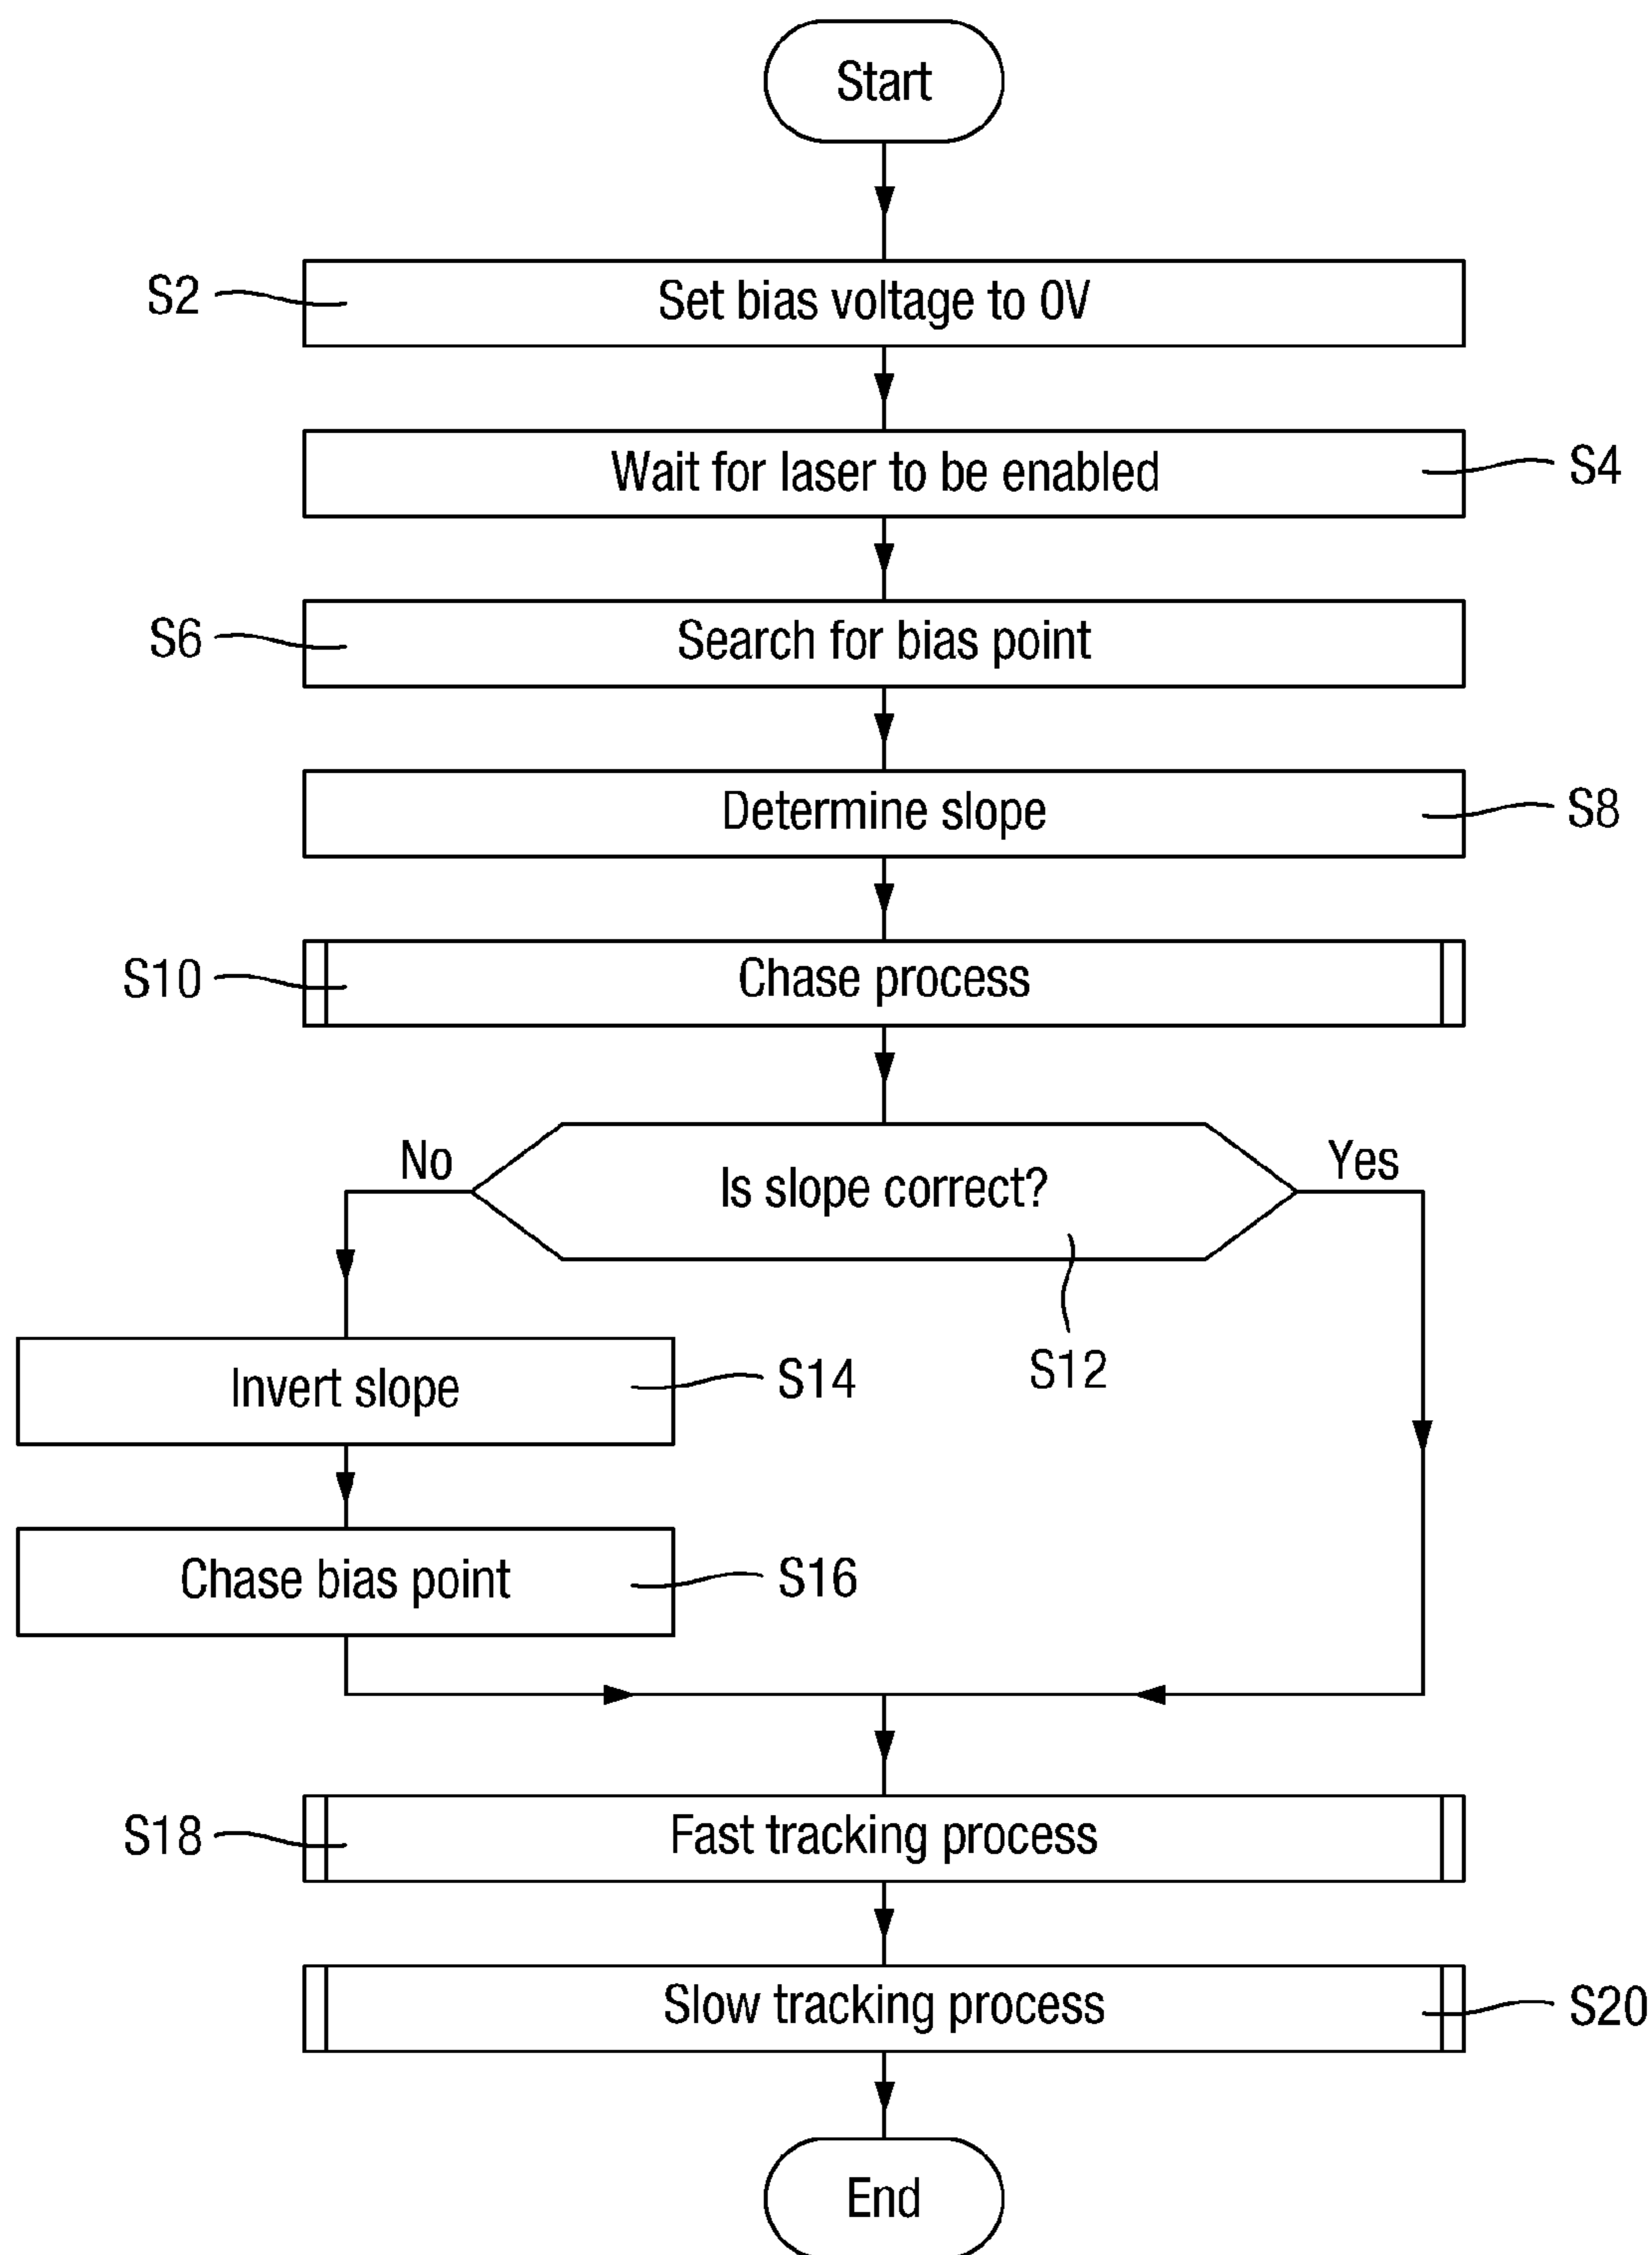 Start
S2
Set bias voltage to 0V
Wait for laser to be enabled
S4
S6
Search for bias point
Determine slope
S8
S10
Chase process
No
Is slope correct?
Yes
S12
Invert slope
S14
Chase bias point
S16
S18
Fast tracking process
Slow tracking process
S20
End